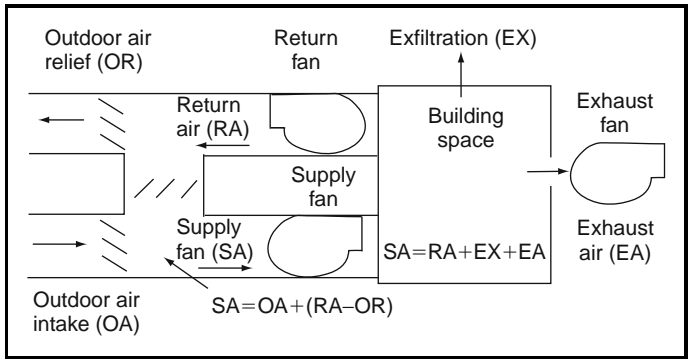 Outdoor air
relief (OR)
Return
fan
Exfiltration (EX)
Return
air (RA)
Building
space
Exhaust
fan
Supply
fan
Supply
fan (SA)
SA=RA+EX+EA
Exhaust
air (EA)
Outdoor air
intake (OA)
SA=OA+(RA–OR)